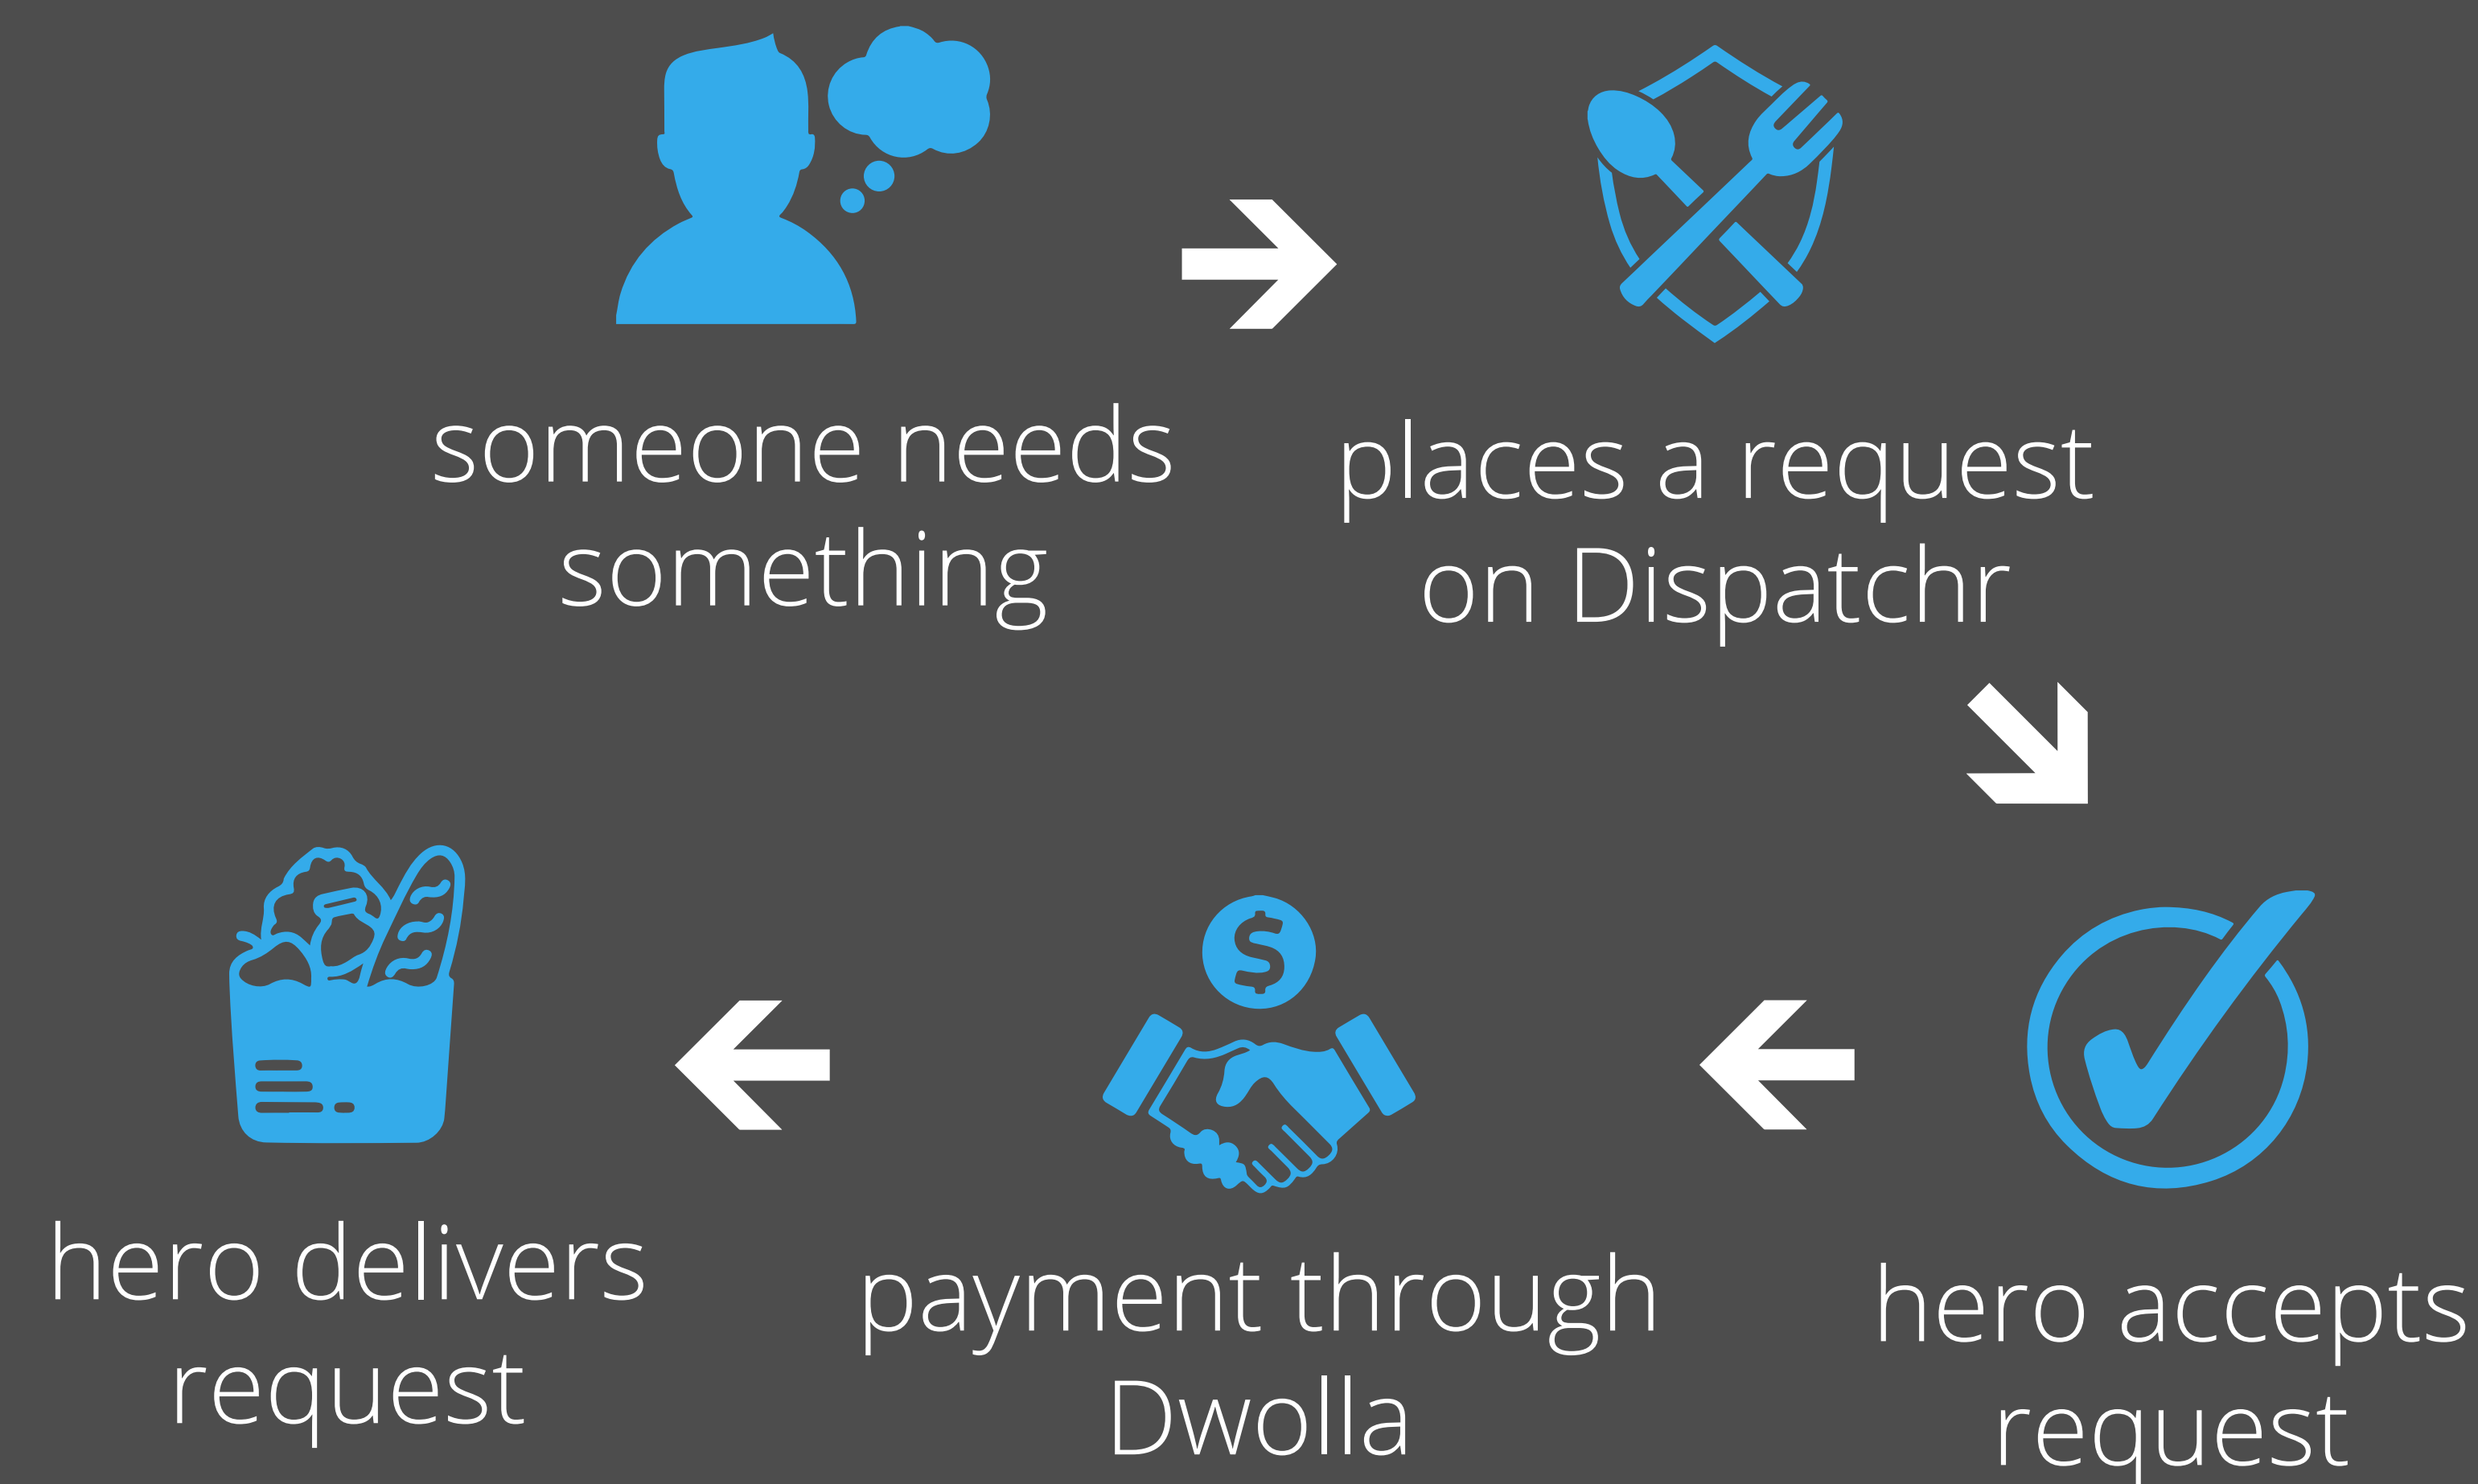 someone needs
something
places a request
on Dispatchr
hero accepts
request
payment through
Dwolla
hero delivers
request